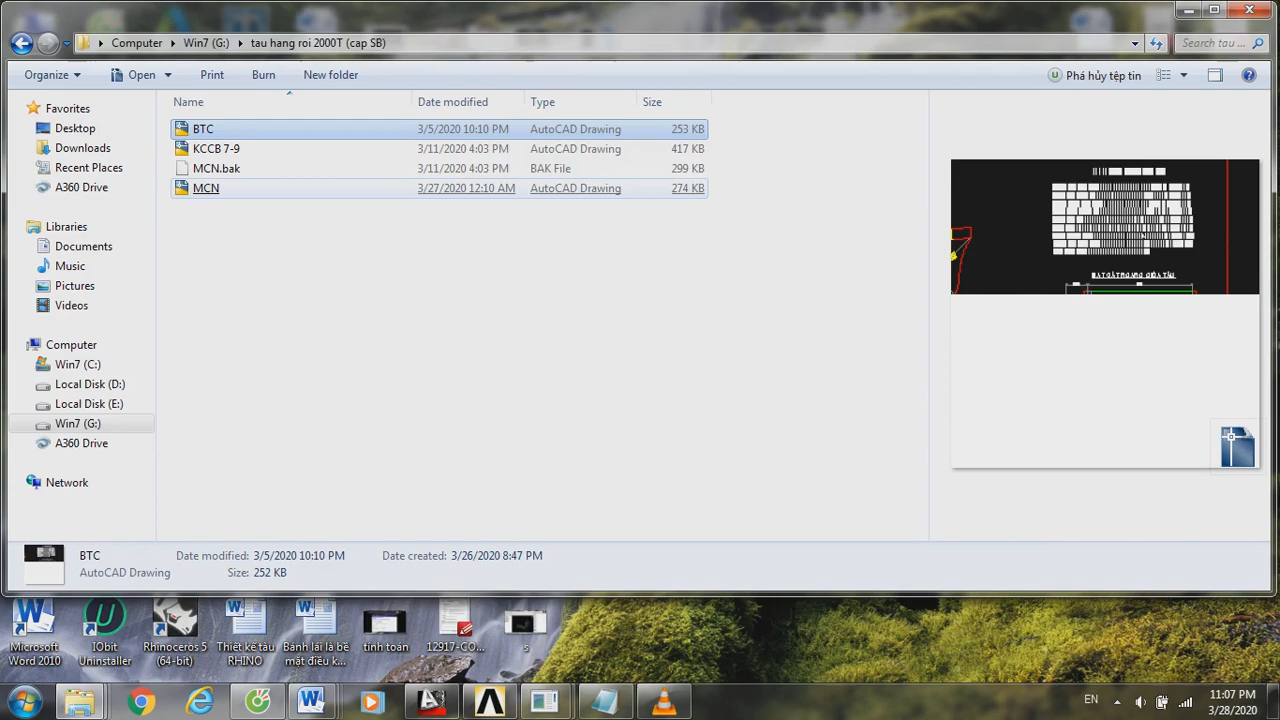 Computer Win7 (G:) tau hang roi 2000T (cap SB) Search tau ...
Organize Open Print Burn New folder Phá hủy tệp tin
Name Date modified Type Size
BTC 3/5/2020 10:10 PM AutoCAD Drawing 253 KB
KCCB 7-9 3/11/2020 4:03 PM AutoCAD Drawing 417 KB
MCN.bak 3/11/2020 4:03 PM BAK File 299 KB
MCN 3/27/2020 12:10 AM AutoCAD Drawing 274 KB
Favorites
Desktop
Downloads
Recent Places
A360 Drive
Libraries
Documents
Music
Pictures
Videos
Computer
Win7 (C:)
Local Disk (D:)
Local Disk (E:)
Win7 (G:)
A360 Drive
Network
BTC Date modified: 3/5/2020 10:10 PM Date created: 3/26/2020 8:47 PM
AutoCAD Drawing Size: 252 KB
Microsoft
Word 2010
IObit
Uninstaller
Rhinoceros 5
(64-bit)
Thiết kế tàu
RHINO
Bánh lái là bề
mặt điều k...
tinh toan
12917-CO...
s
EN 11:07 PM
3/28/2020